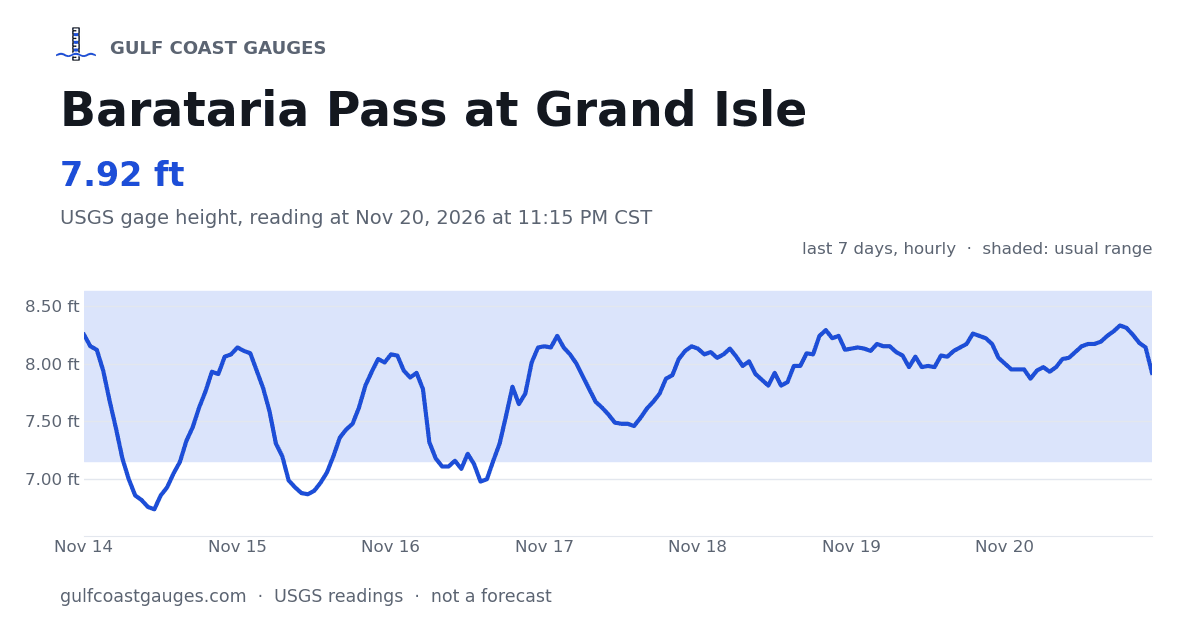 GULF COAST GAUGES
Barataria Pass at Grand Isle
7.92 ft
USGS gage height, reading at Nov 20, 2026 at 11:15 PM CST
last 7 days, hourly · shaded: usual range
8.50 ft
8.00 ft
7.50 ft
7.00 ft
Nov 14 Nov 15 Nov 16 Nov 17 Nov 18 Nov 19 Nov 20
gulfcoastgauges.com · USGS readings · not a forecast